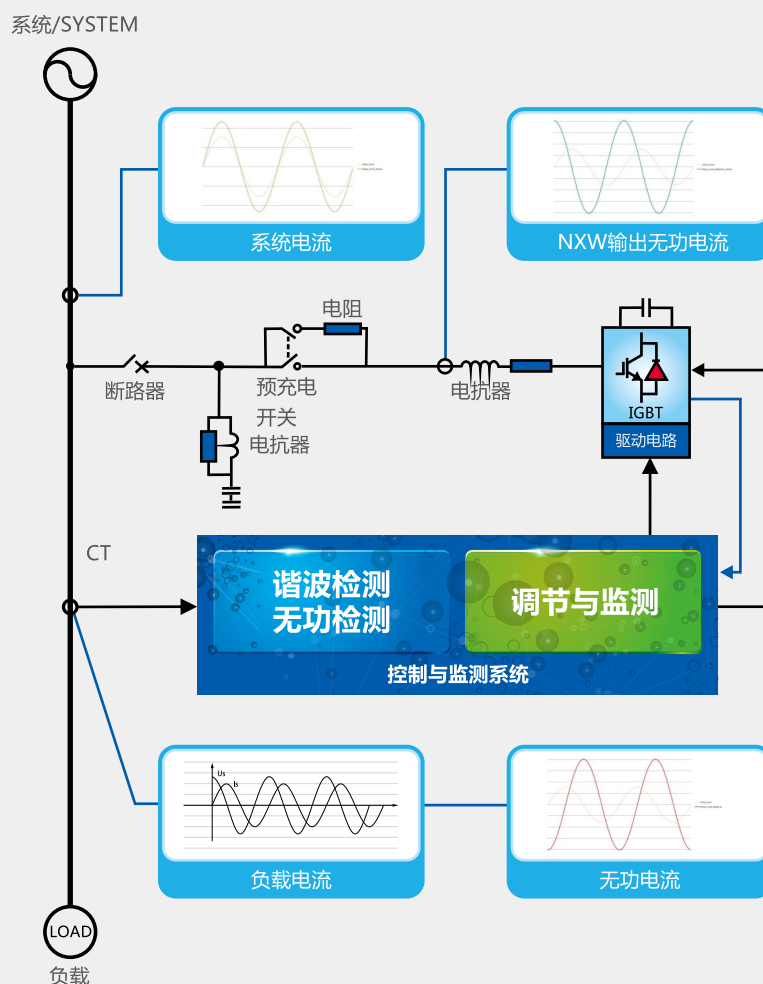 系统/SYSTEM
系统电流
NXW输出无功电流
电阻
断路器
预充电
开关
电抗器
电抗器
IGBT
驱动电路
CT
谐波检测
无功检测
调节与监测
控制与监测系统
Us
Is
负载电流
无功电流
LOAD
负载